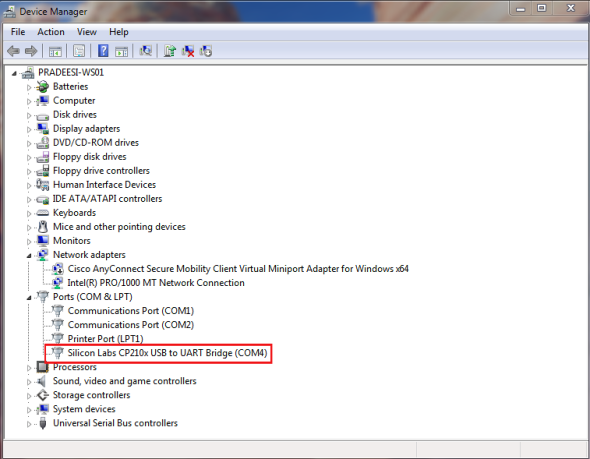 Device Manager
File Action View Help
PRADEESI-WS01
Batteries
Computer
Disk drives
Display adapters
DVD/CD-ROM drives
Floppy disk drives
Floppy drive controllers
Human Interface Devices
IDE ATA/ATAPI controllers
Keyboards
Mice and other pointing devices
Monitors
Network adapters
Cisco AnyConnect Secure Mobility Client Virtual Miniport Adapter for Windows x64
Intel(R) PRO/1000 MT Network Connection
Ports (COM & LPT)
Communications Port (COM1)
Communications Port (COM2)
Printer Port (LPT1)
Silicon Labs CP210x USB to UART Bridge (COM4)
Processors
Sound, video and game controllers
Storage controllers
System devices
Universal Serial Bus controllers